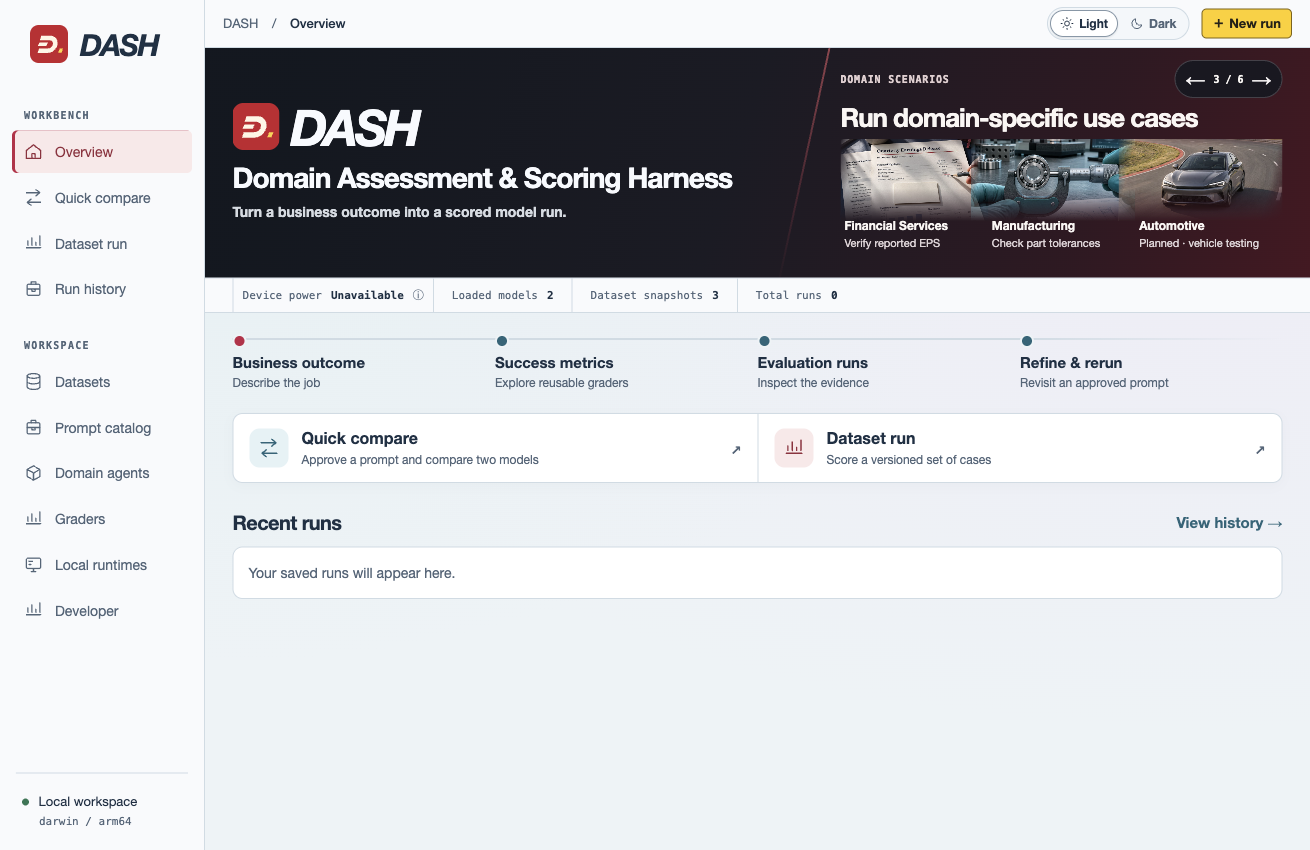 D. DASH
WORKBENCH
Overview
Quick compare
Dataset run
Run history
WORKSPACE
Datasets
Prompt catalog
Domain agents
Graders
Local runtimes
Developer
Local workspace
darwin / arm64
DASH / Overview
Light Dark
+ New run
D. DASH
Domain Assessment & Scoring Harness
Turn a business outcome into a scored model run.
DOMAIN SCENARIOS
← 3 / 6 →
Run domain-specific use cases
Financial Services
Verify reported EPS
Manufacturing
Check part tolerances
Automotive
Planned · vehicle testing
Device power Unavailable ⓘ
Loaded models 2
Dataset snapshots 3
Total runs 0
Business outcome
Describe the job
Success metrics
Explore reusable graders
Evaluation runs
Inspect the evidence
Refine & rerun
Revisit an approved prompt
Quick compare
Approve a prompt and compare two models
↗
Dataset run
Score a versioned set of cases
↗
Recent runs
View history →
Your saved runs will appear here.